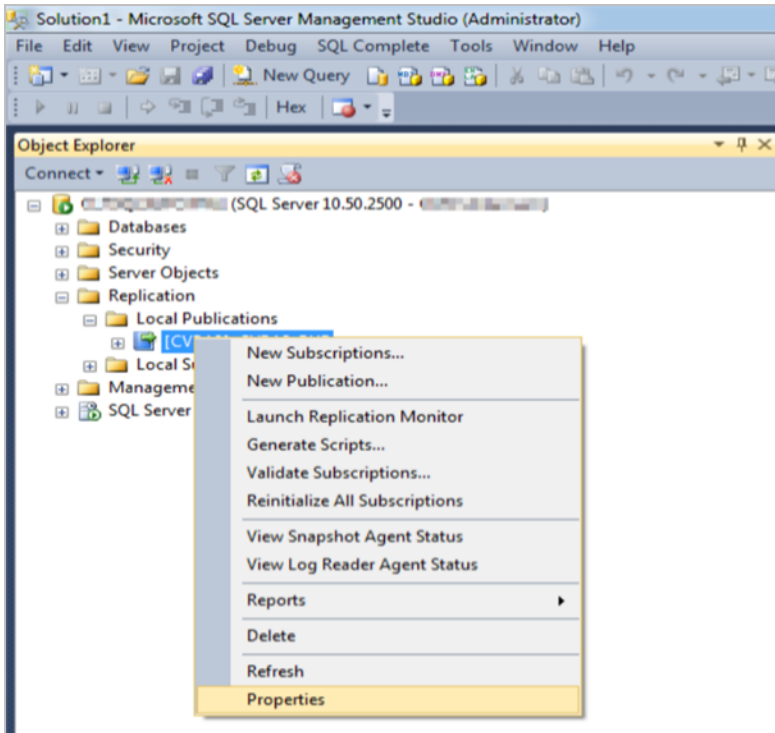 Solution1 - Microsoft SQL Server Management Studio (Administrator)
File Edit View Project Debug SQL Complete Tools Window Help
New Query
Hex
Object Explorer
Connect
(SQL Server 10.50.2500 -
Databases
Security
Server Objects
Replication
Local Publications
[CV
Local S
Manageme
SQL Server
New Subscriptions...
New Publication...
Launch Replication Monitor
Generate Scripts...
Validate Subscriptions...
Reinitialize All Subscriptions
View Snapshot Agent Status
View Log Reader Agent Status
Reports
Delete
Refresh
Properties